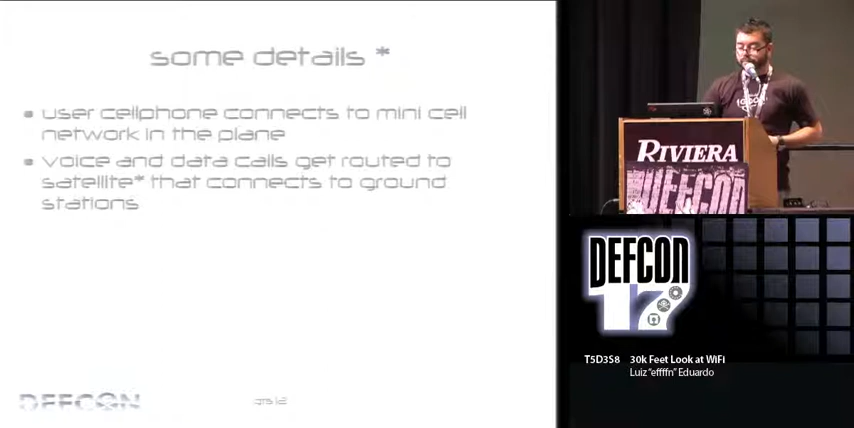 some details *
user cellphone connects to mini cell
network in the plane
voice and data calls get routed to
satellite* that connects to ground
stations
DEFCON
RIVIERA
DEFCON
DEFCON
17
T5D3S8 30k Feet Look at WiFi
Luiz "effffn" Eduardo